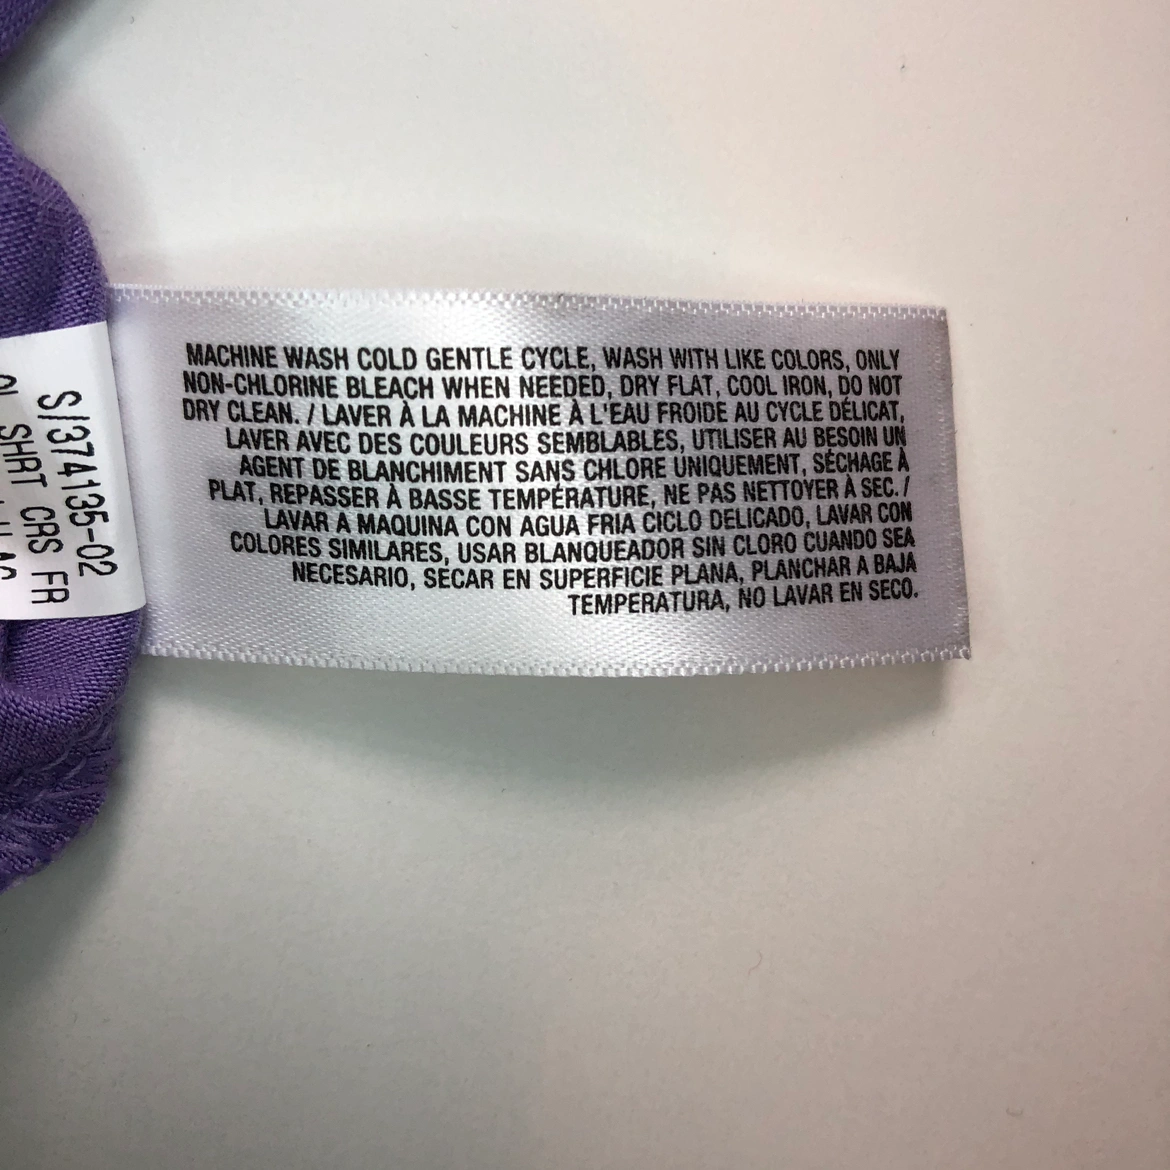 MACHINE WASH COLD GENTLE CYCLE, WASH WITH LIKE COLORS, ONLY
NON-CHLORINE BLEACH WHEN NEEDED, DRY FLAT, COOL IRON, DO NOT
DRY CLEAN. / LAVER À LA MACHINE À L'EAU FROIDE AU CYCLE DÉLICAT,
LAVER AVEC DES COULEURS SEMBLABLES, UTILISER AU BESOIN UN
AGENT DE BLANCHIMENT SANS CHLORE UNIQUEMENT, SÉCHAGE À
PLAT, REPASSER À BASSE TEMPÉRATURE, NE PAS NETTOYER À SEC. /
LAVAR A MAQUINA CON AGUA FRIA CICLO DELICADO, LAVAR CON
COLORES SIMILARES, USAR BLANQUEADOR SIN CLORO CUANDO SEA
NECESARIO, SECAR EN SUPERFICIE PLANA, PLANCHAR A BAJA
TEMPERATURA, NO LAVAR EN SECO.
S/374135-02
SHRT CRS FR